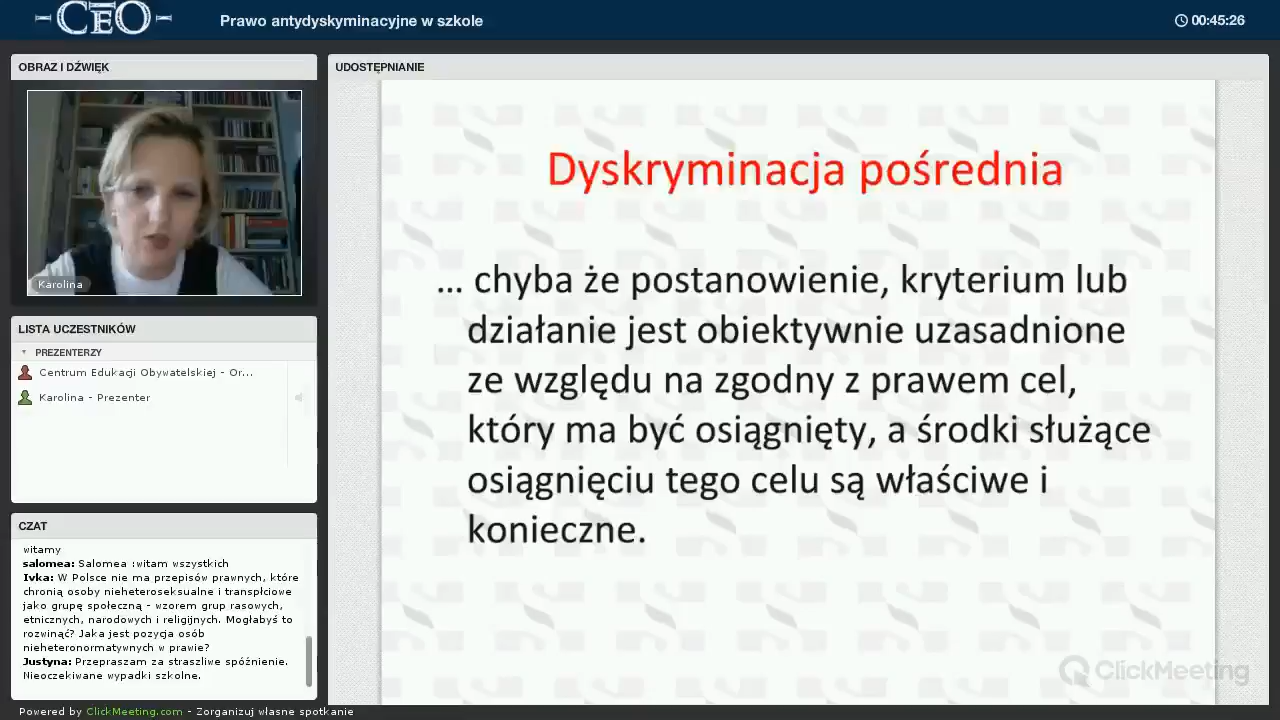 CEO
Prawo antydyskyminacyjne w szkole
00:45:26
OBRAZ I DŹWIĘK
Karolina
LISTA UCZESTNIKÓW
PREZENTERZY
Centrum Edukacji Obywatelskiej - Or...
Karolina - Prezenter
CZAT
witamy
salomea: Salomea :witam wszystkich
Ivka: W Polsce nie ma przepisów prawnych, które
chronią osoby nieheteroseksualne i transpłciowe
jako grupę społeczną - wzorem grup rasowych,
etnicznych, narodowych i religijnych. Mogłabyś to
rozwinąć? Jaka jest pozycja osób
nieheteronormatywnych w prawie?
Justyna: Przepraszam za straszliwe spóźnienie.
Nieoczekiwane wypadki szkolne.
UDOSTĘPNIANIE
Dyskryminacja pośrednia
... chyba że postanowienie, kryterium lub
działanie jest obiektywnie uzasadnione
ze względu na zgodny z prawem cel,
który ma być osiągnięty, a środki służące
osiągnięciu tego celu są właściwe i
konieczne.
ClickMeeting
Powered by ClickMeeting.com - Zorganizuj własne spotkanie